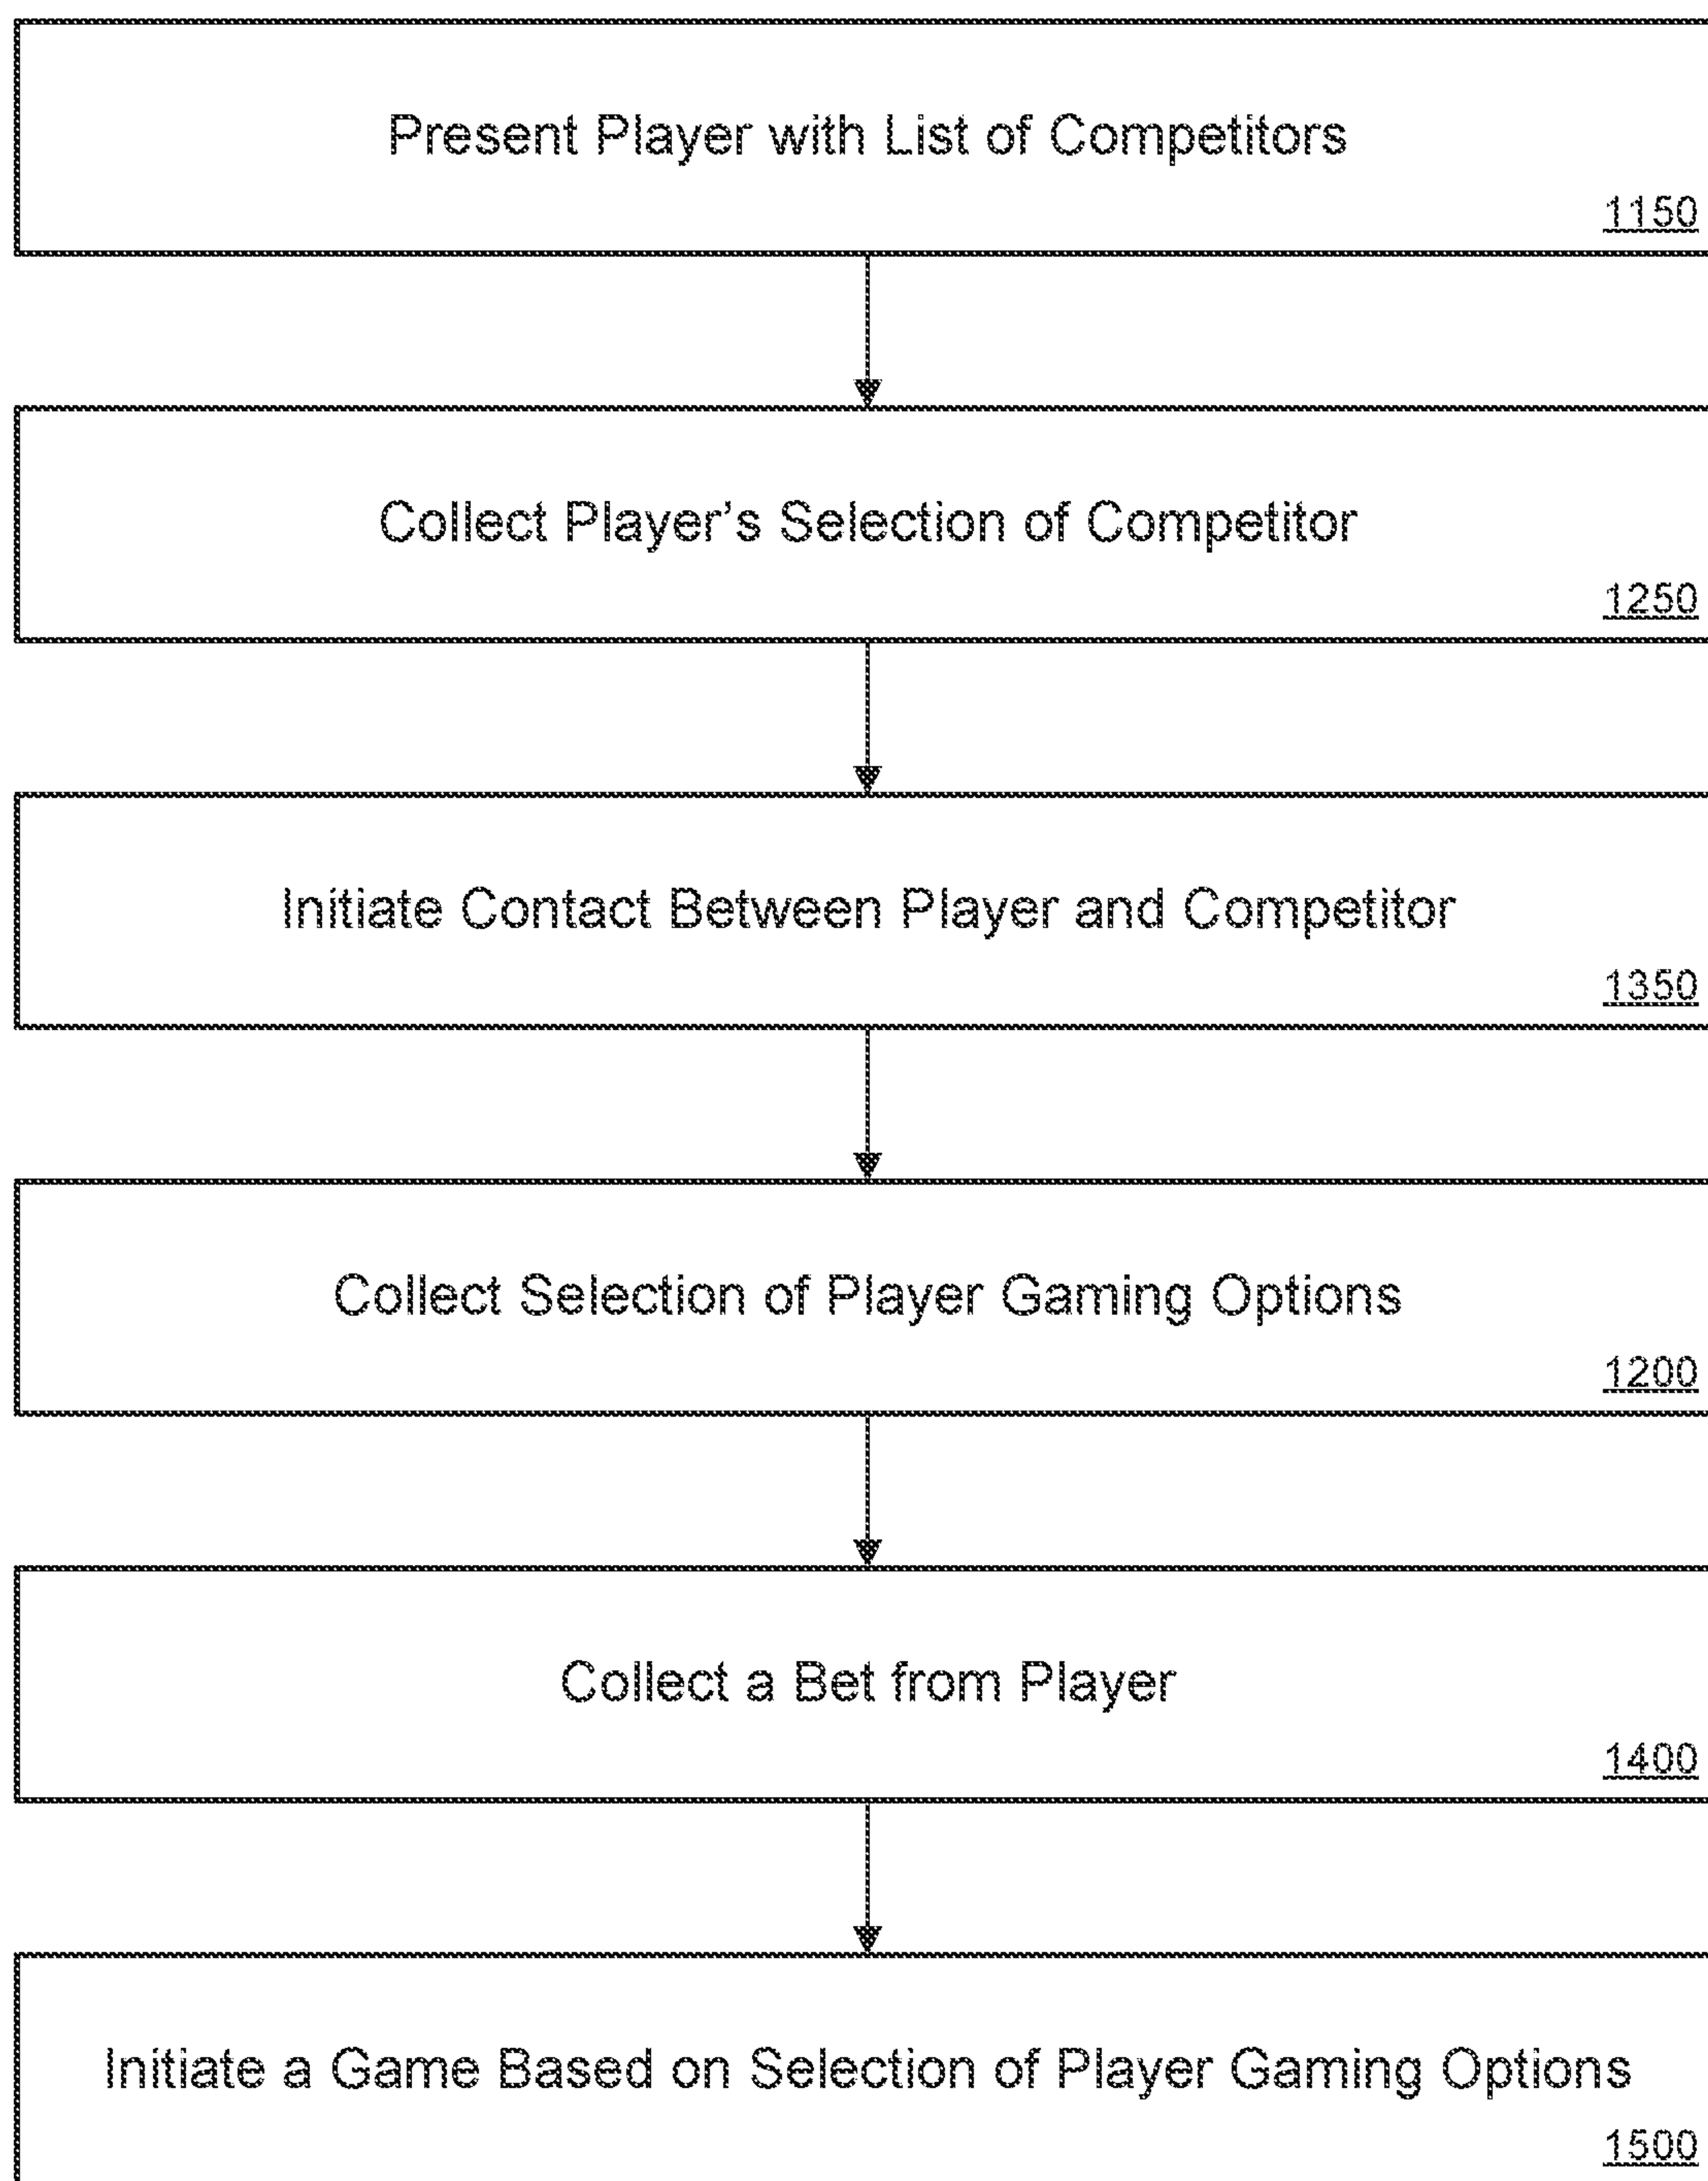 Present Player with List of Competitors
1150
Collect Player's Selection of Competitor
1250
Initiate Contact Between Player and Competitor
1350
Collect Selection of Player Gaming Options
1200
Collect a Bet from Player
1400
Initiate a Game Based on Selection of Player Gaming Options
1500